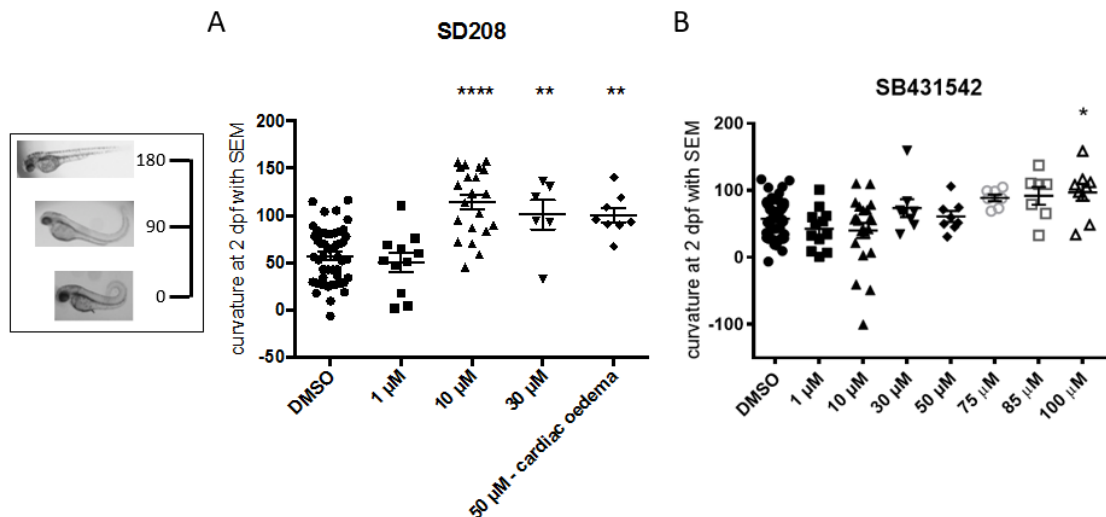 A
SD208
**** ** **
180
90
0
curvature at 2 dpf with SEM
200
150
100
50
0
-50
DMSO
1 µM
10 µM
30 µM
50 µM - cardiac oedema
B
SB431542
*
curvature at 2 dpf with SEM
200
100
0
-100
DMSO
1 µM
10 µM
30 µM
50 µM
75 µM
85 µM
100 µM